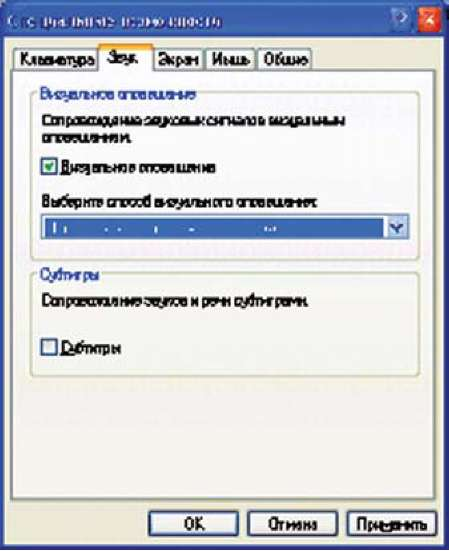 Специальные возможности
Клавиатура Звук Экран Мышь Общие
Визуальное оповещение
Сопровождение звуковых сигналов визуальным
оповещением.
Визуальное оповещение
Выберите способ визуального оповещения:
Субтитры
Сопровождение звуков и речи субтитрами.
Субтитры
ОК Отмена Применить